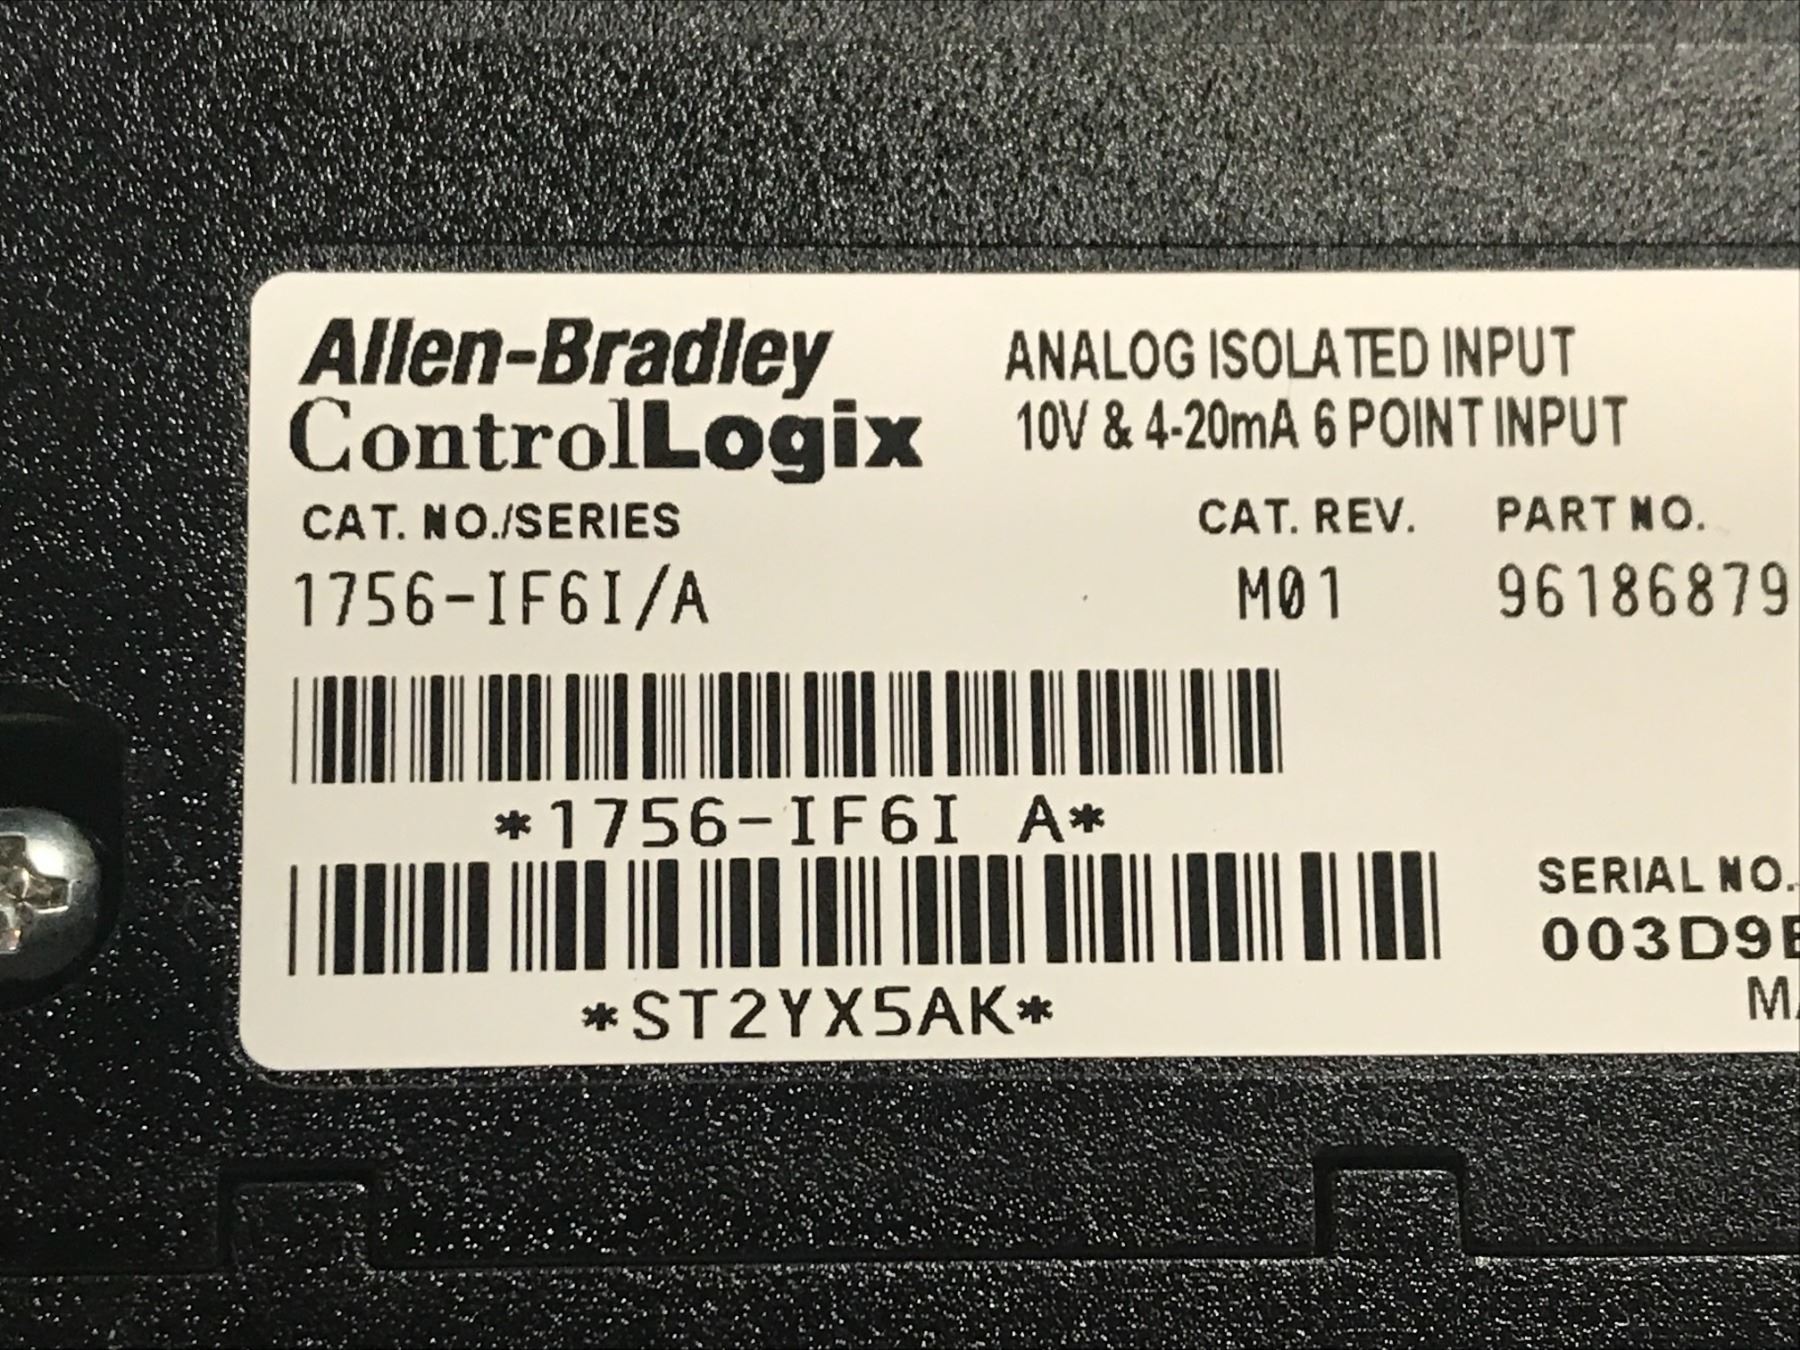 Allen-Bradley
ControlLogix
ANALOG ISOLATED INPUT
10V & 4-20mA 6 POINT INPUT
CAT. NO./SERIES
CAT. REV.
PART NO.
1756-IF6I/A
M01
96186879
*1756-IF6I A*
SERIAL NO.
003D9
*ST2YX5AK*